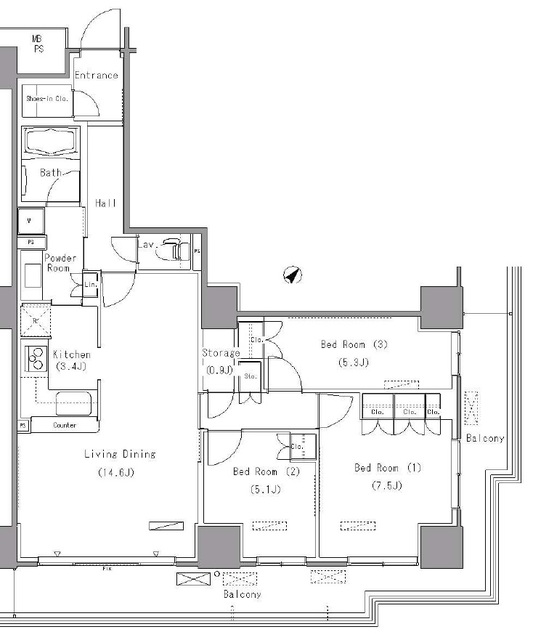 MB
PS
Entrance
Shoes-in Clo.
Bath
Hall
W
PS
Lav.
PS
Powder
Room
Lin.
Rf
Kitchen
(3.4J)
Storage
(0.9J)
Clo.
Sto.
Bed Room (3)
(5.3J)
PS
Counter
Clo.
Clo.
Clo.
Balcony
Living Dining
(14.6J)
Bed Room (2)
(5.1J)
Clo.
Bed Room (1)
(7.5J)
Fix
Balcony